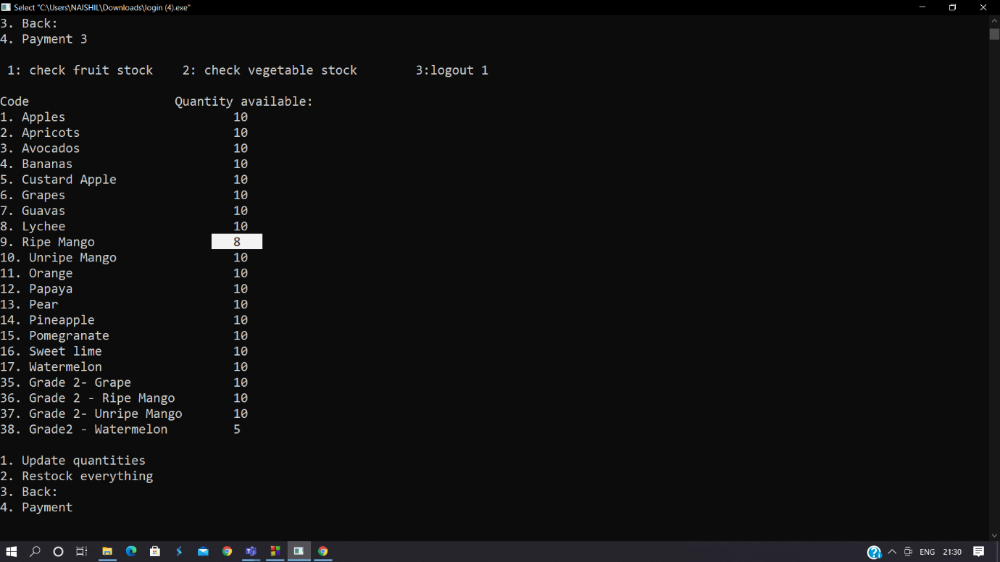 Select "C:\Users\NAISHIL\Downloads\login (4).exe"
3. Back:
4. Payment 3
1: check fruit stock    2: check vegetable stock        3:logout 1
Code                    Quantity available:
1. Apples                       10
2. Apricots                     10
3. Avocados                     10
4. Bananas                      10
5. Custard Apple                10
6. Grapes                       10
7. Guavas                       10
8. Lychee                       10
9. Ripe Mango                   8
10. Unripe Mango                10
11. Orange                      10
12. Papaya                      10
13. Pear                        10
14. Pineapple                   10
15. Pomegranate                 10
16. Sweet lime                  10
17. Watermelon                  10
35. Grade 2- Grape              10
36. Grade 2 - Ripe Mango        10
37. Grade 2- Unripe Mango       10
38. Grade2 - Watermelon         5
1. Update quantities
2. Restock everything
3. Back:
4. Payment
ENG 21:30